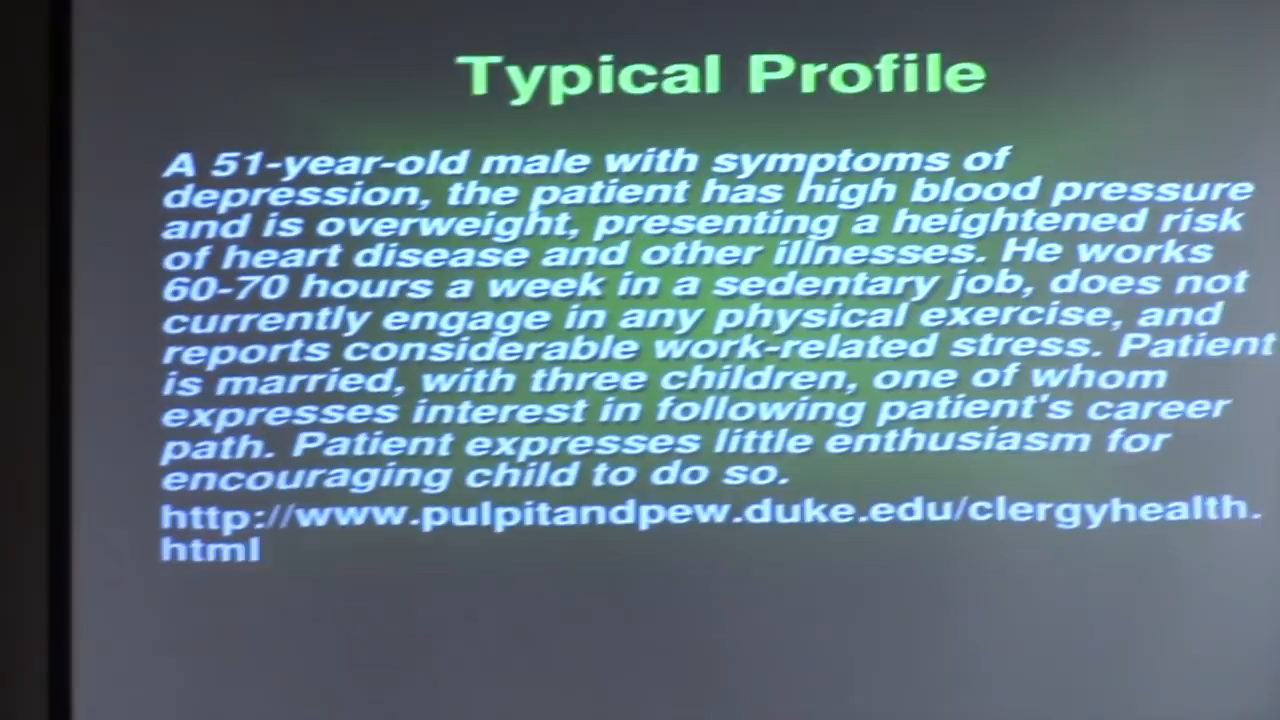 Typical Profile
A 51-year-old male with symptoms of
depression, the patient has high blood pressure
and is overweight, presenting a heightened risk
of heart disease and other illnesses. He works
60-70 hours a week in a sedentary job, does not
currently engage in any physical exercise, and
reports considerable work-related stress. Patient
is married, with three children, one of whom
expresses interest in following patient's career
path. Patient expresses little enthusiasm for
encouraging child to do so.
http://www.pulpitandpew.duke.edu/clergyhealth.
html